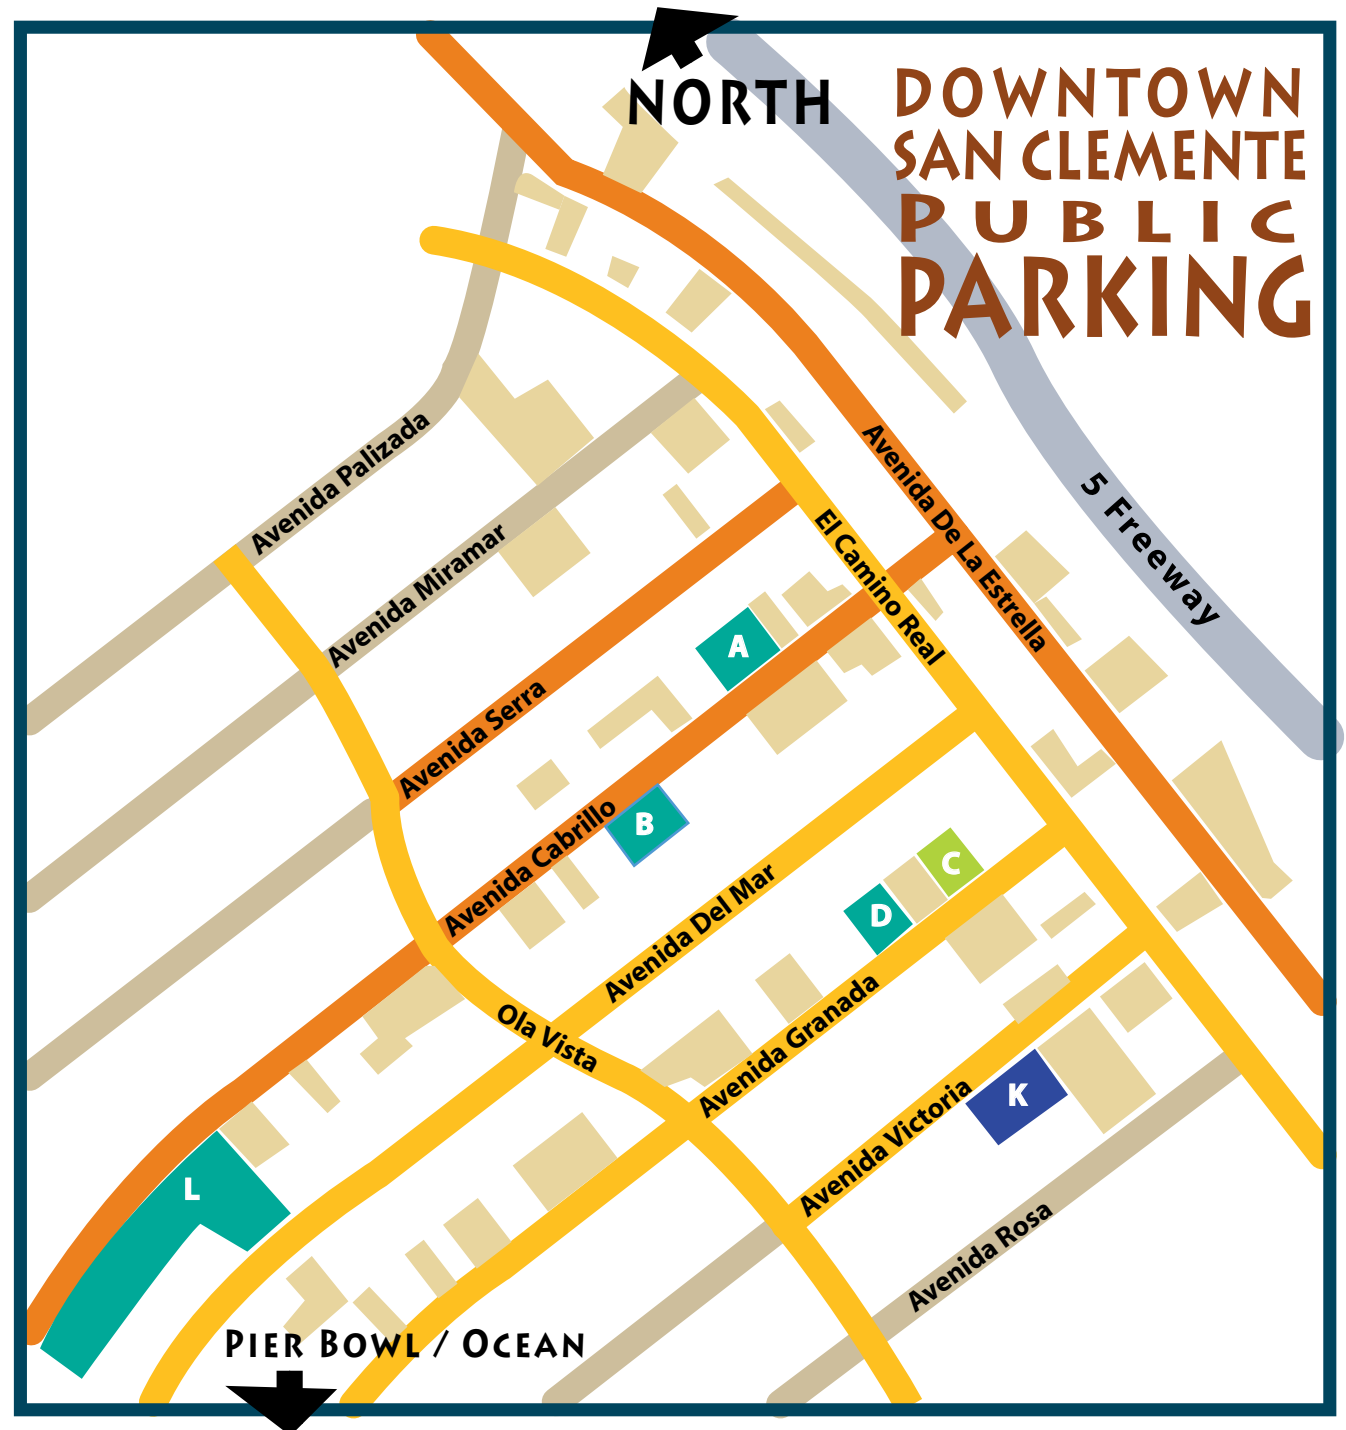 NORTH
DOWNTOWN
SAN CLEMENTE
PUBLIC
PARKING
Avenida Palizada
Avenida De La Estrella
5 Freeway
Avenida Miramar
El Camino Real
Avenida Serra
A
Avenida Cabrillo
B
Avenida Del Mar
C
D
Ola Vista
Avenida Granada
Avenida Victoria
K
L
Avenida Rosa
PIER BOWL / OCEAN